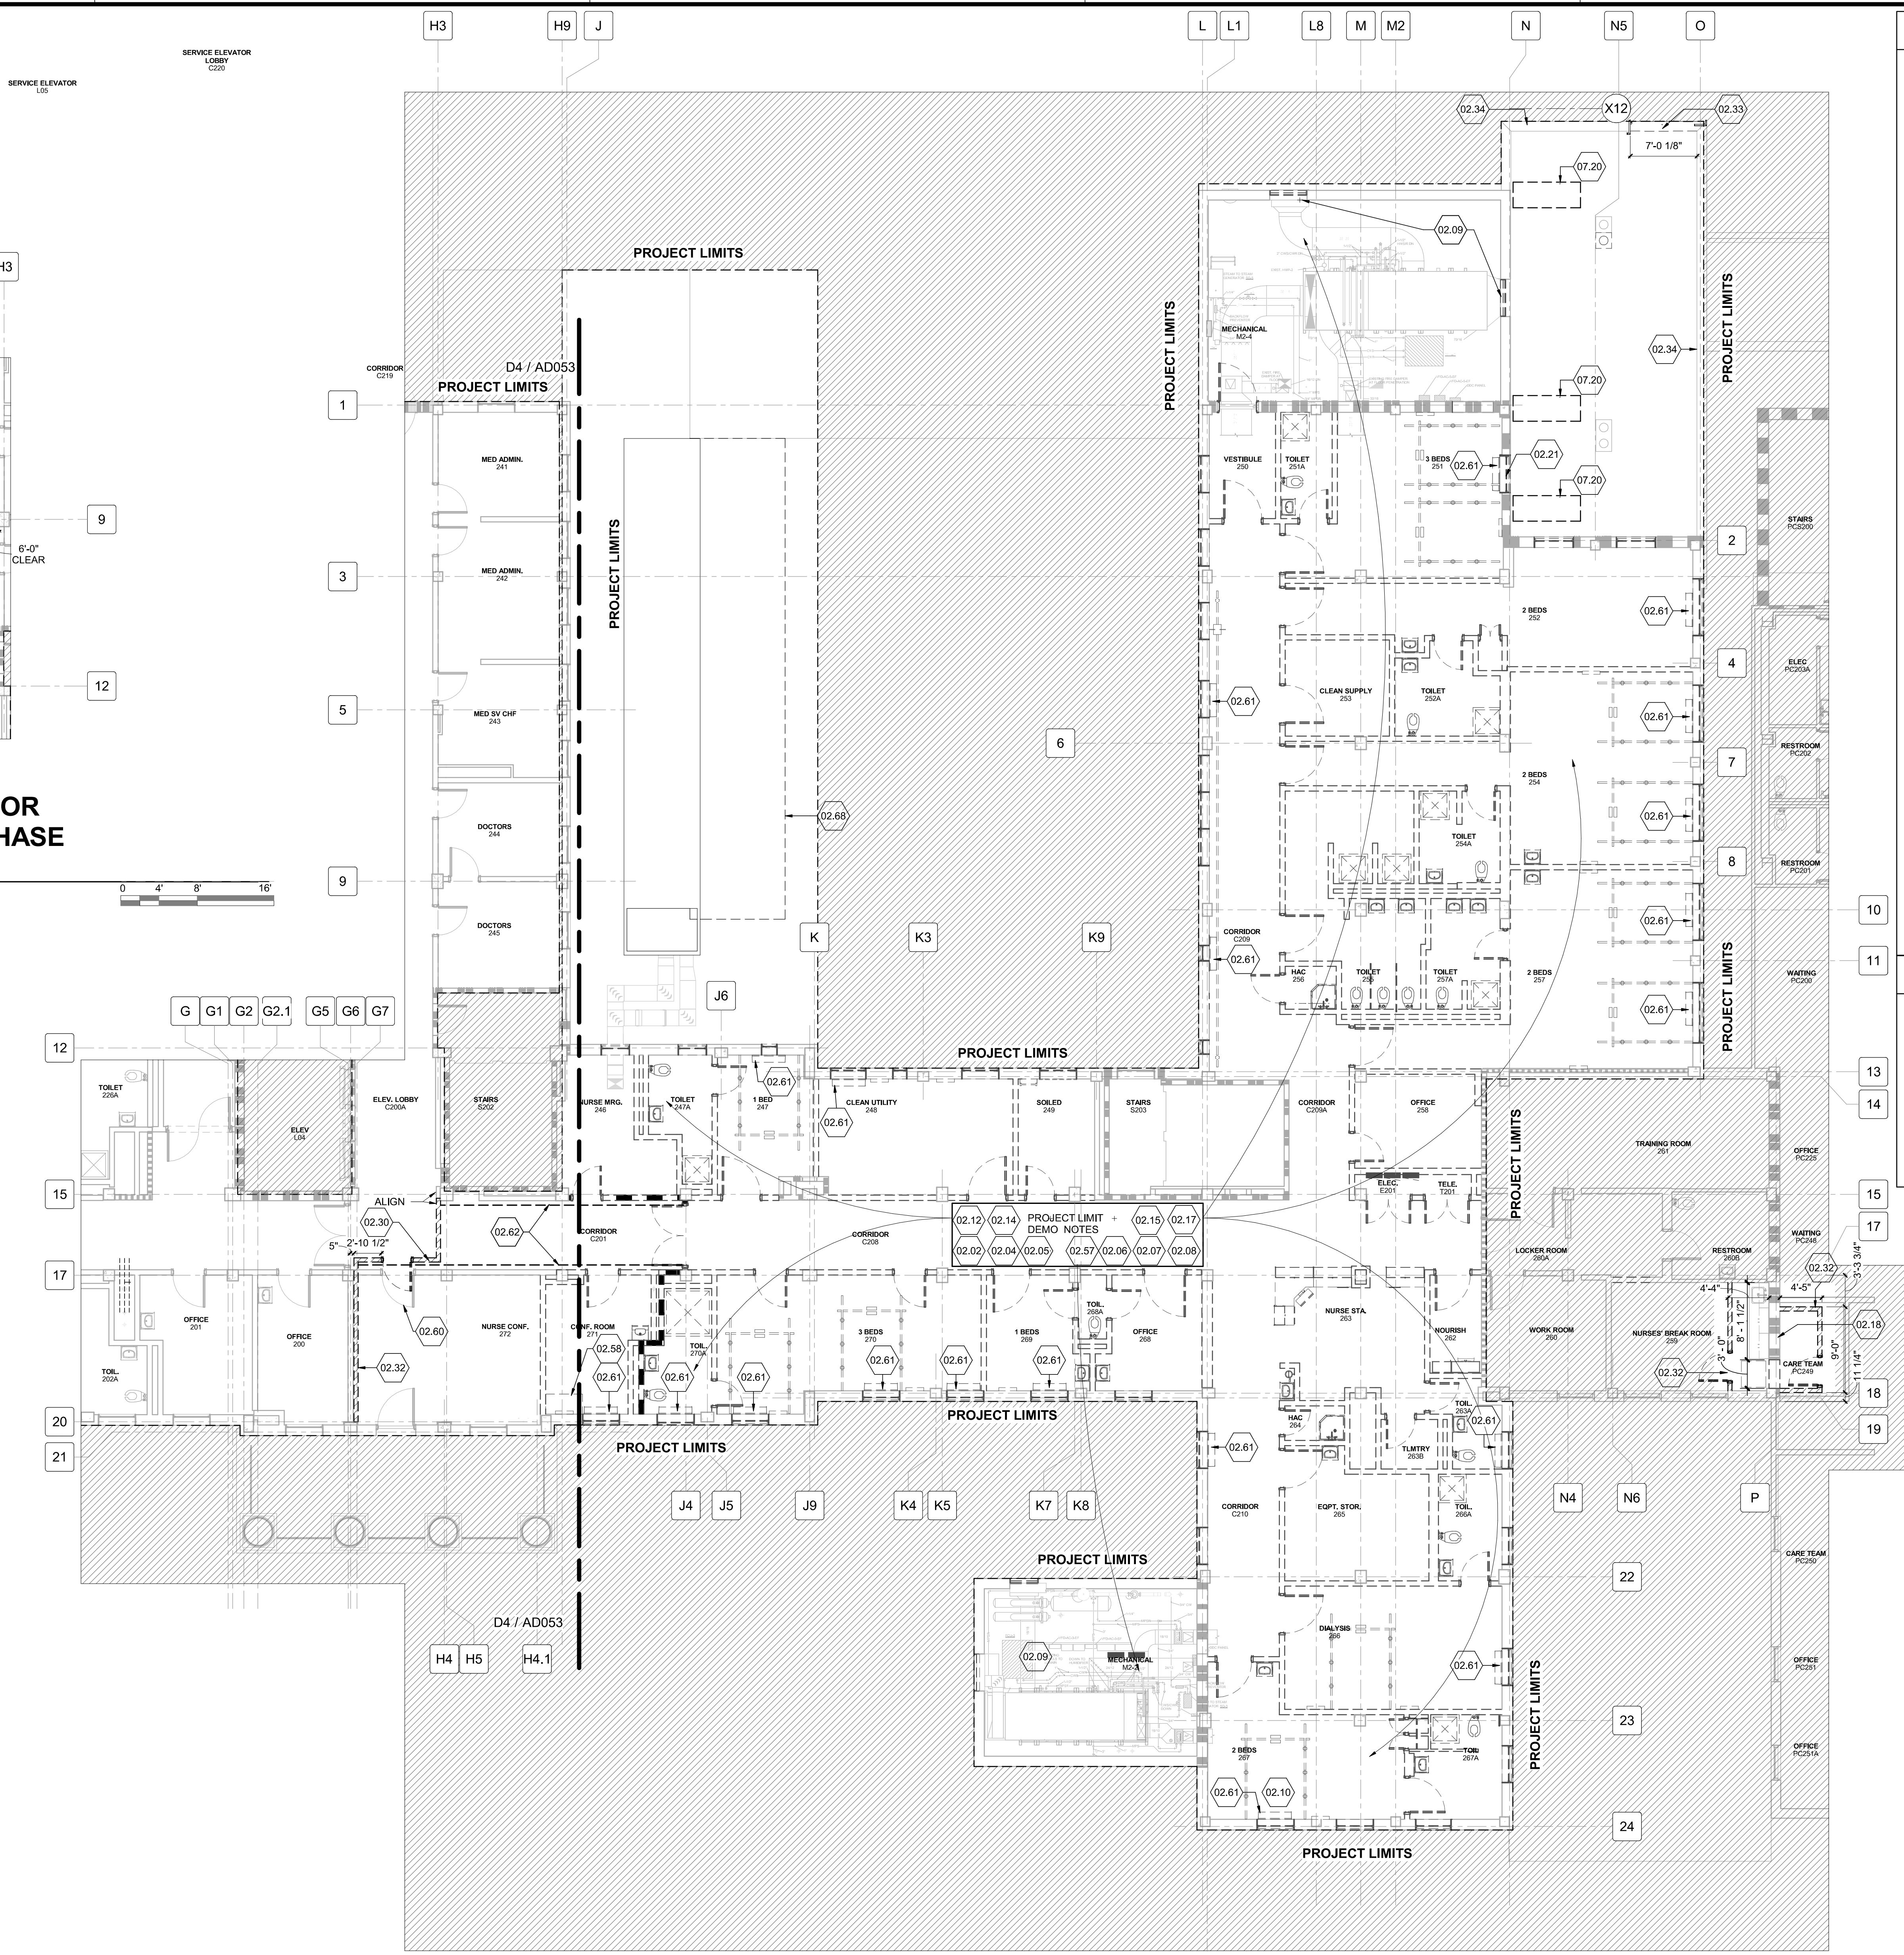 H3
H9
J
L
L1
L8
M
M2
N
N5
O
SERVICE ELEVATOR
LOBBY
C220
SERVICE ELEVATOR
L05
02.34
X12
02.33
7'-0 1/8"
07.20
02.09
PROJECT LIMITS
H3
PROJECT LIMITS
PROJECT LIMITS
MECHANICAL
M2-4
02.34
CORRIDOR
C219
D4 / AD053
PROJECT LIMITS
07.20
1
MED ADMIN.
241
VESTIBULE
250
TOILET
251A
3 BEDS
251
02.61
02.21
07.20
9
6'-0"
CLEAR
STAIRS
PCS200
2
PROJECT LIMITS
3
MED ADMIN.
242
2 BEDS
252
02.61
12
4
ELEC
PC203A
CLEAN SUPPLY
253
TOILET
252A
02.61
5
MED SV CHF
243
02.61
6
RESTROOM
PC202
7
2 BEDS
254
OR
HASE
02.68
02.61
DOCTORS
244
TOILET
254A
8
RESTROOM
PC201
0 4' 8' 16'
9
10
DOCTORS
245
K
K3
K9
CORRIDOR
C209
02.61
02.61
11
PROJECT LIMITS
HAC
256
TOILET
255
TOILET
257A
2 BEDS
257
WAITING
PC200
G
G1
G2
G2.1
G5
G6
G7
J6
02.61
12
PROJECT LIMITS
13
TOILET
226A
ELEV. LOBBY
C200A
STAIRS
S202
NURSE MRG.
246
TOILET
247A
1 BED
247
02.61
02.61
CLEAN UTILITY
248
SOILED
249
STAIRS
S203
CORRIDOR
C209A
OFFICE
258
14
ELEV
L04
TRAINING ROOM
261
OFFICE
PC225
PROJECT LIMITS
15
ALIGN
02.30
02.62
5"
2'-10 1/2"
CORRIDOR
C201
CORRIDOR
C208
02.12
02.14
PROJECT LIMIT +
DEMO NOTES
02.15
02.17
02.02
02.04
02.05
02.57
02.06
02.07
02.08
ELEC.
E201
TELE.
T201
15
17
WAITING
PC248
LOCKER ROOM
260A
RESTROOM
260B
02.32
3'-3 3/4"
17
4'-4"
4'-5"
OFFICE
201
OFFICE
200
02.60
NURSE CONF.
272
CONF. ROOM
271
02.58
TOIL.
270A
3 BEDS
270
1 BEDS
269
TOIL.
268A
OFFICE
268
NURSE STA.
263
NOURISH
262
WORK ROOM
260
NURSES' BREAK ROOM
259
3' - 0"
8' - 1 1/2"
02.18
9'-0"
11 1/4"
TOIL.
202A
02.32
02.61
02.61
02.61
02.61
02.61
02.61
02.32
CARE TEAM
PC249
18
20
PROJECT LIMITS
PROJECT LIMITS
HAC
264
TOIL.
263A
02.61
19
21
02.61
TLMTRY
263B
J4
J5
J9
K4
K5
K7
K8
CORRIDOR
C210
EQPT. STOR.
265
TOIL.
266A
N4
N6
P
PROJECT LIMITS
CARE TEAM
PC250
22
D4 / AD053
DIALYSIS
266
H4
H5
H4.1
02.09
MECHANICAL
02.61
OFFICE
PC251
PROJECT LIMITS
23
2 BEDS
267
TOIL
267A
OFFICE
PC251A
02.61
02.10
24
PROJECT LIMITS